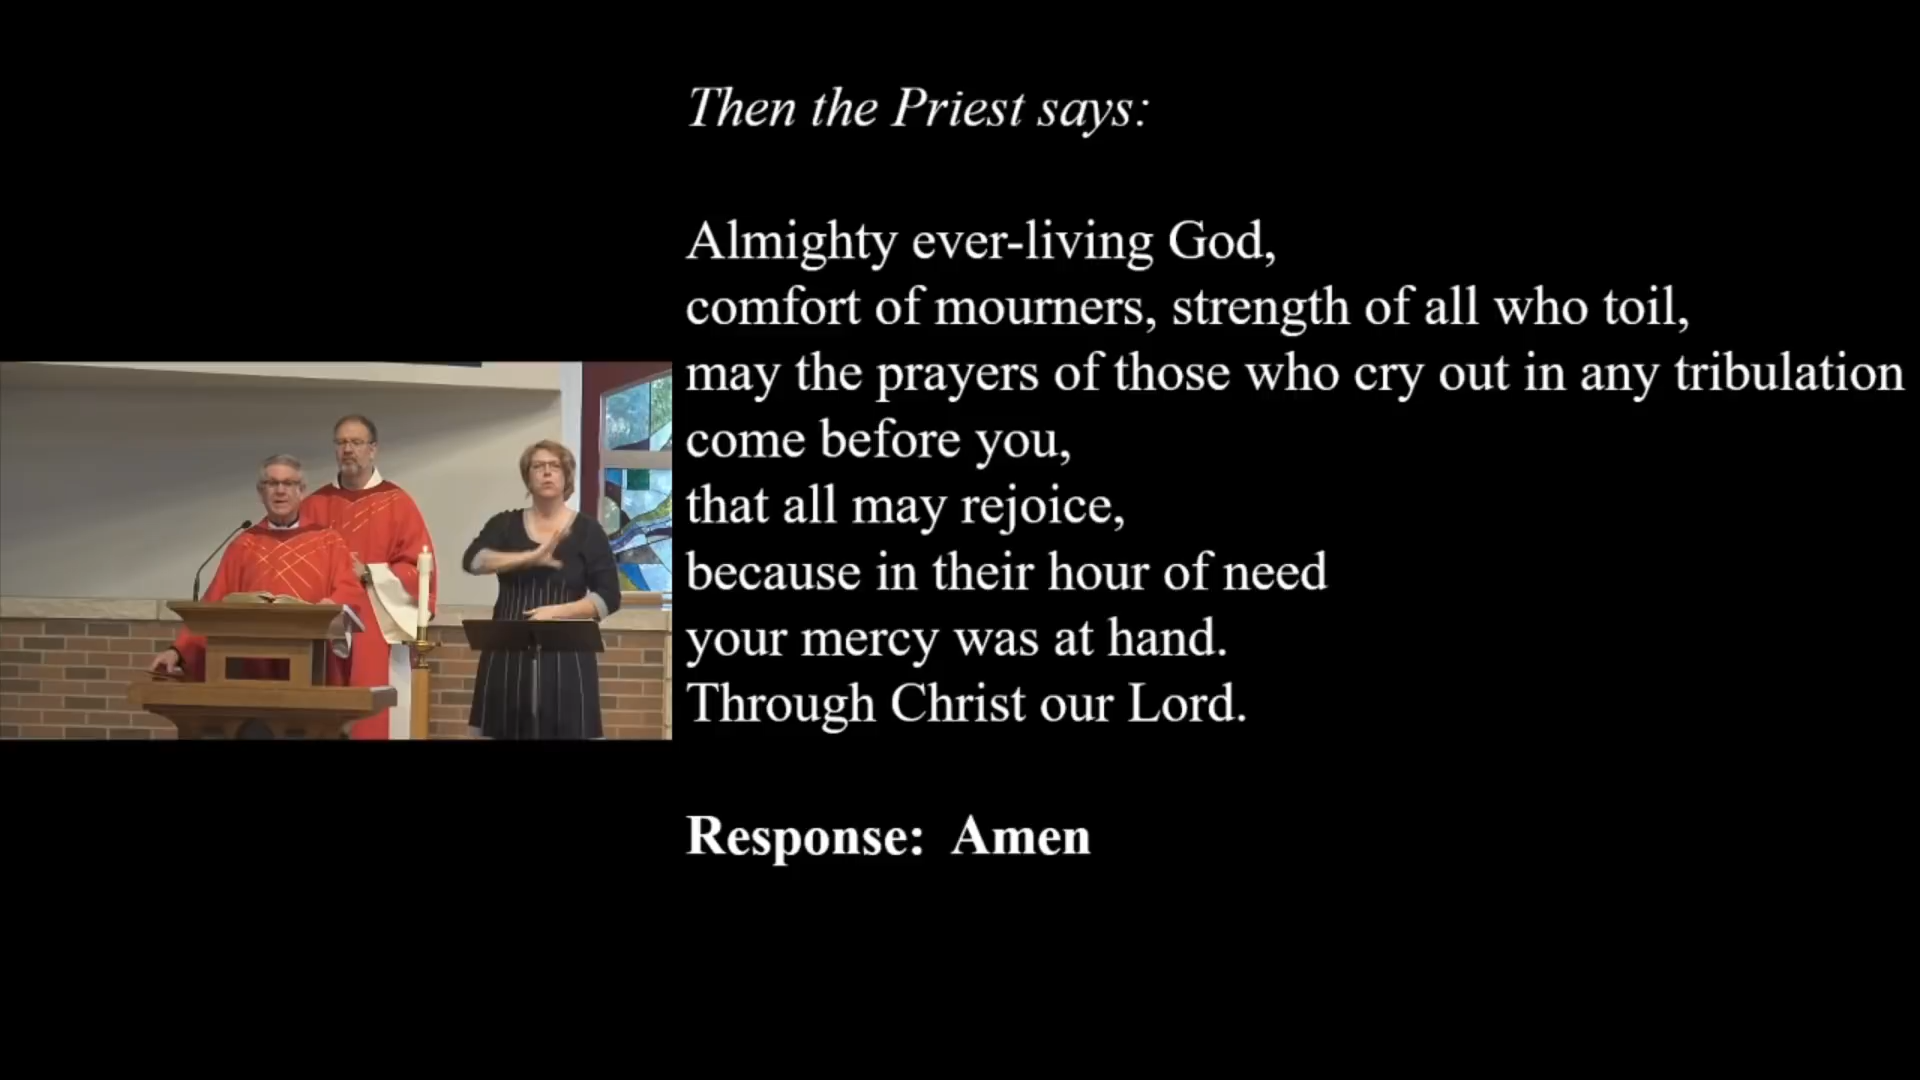 Then the Priest says:
Almighty ever-living God,
comfort of mourners, strength of all who toil,
may the prayers of those who cry out in any tribulation
come before you,
that all may rejoice,
because in their hour of need
your mercy was at hand.
Through Christ our Lord.
Response:  Amen